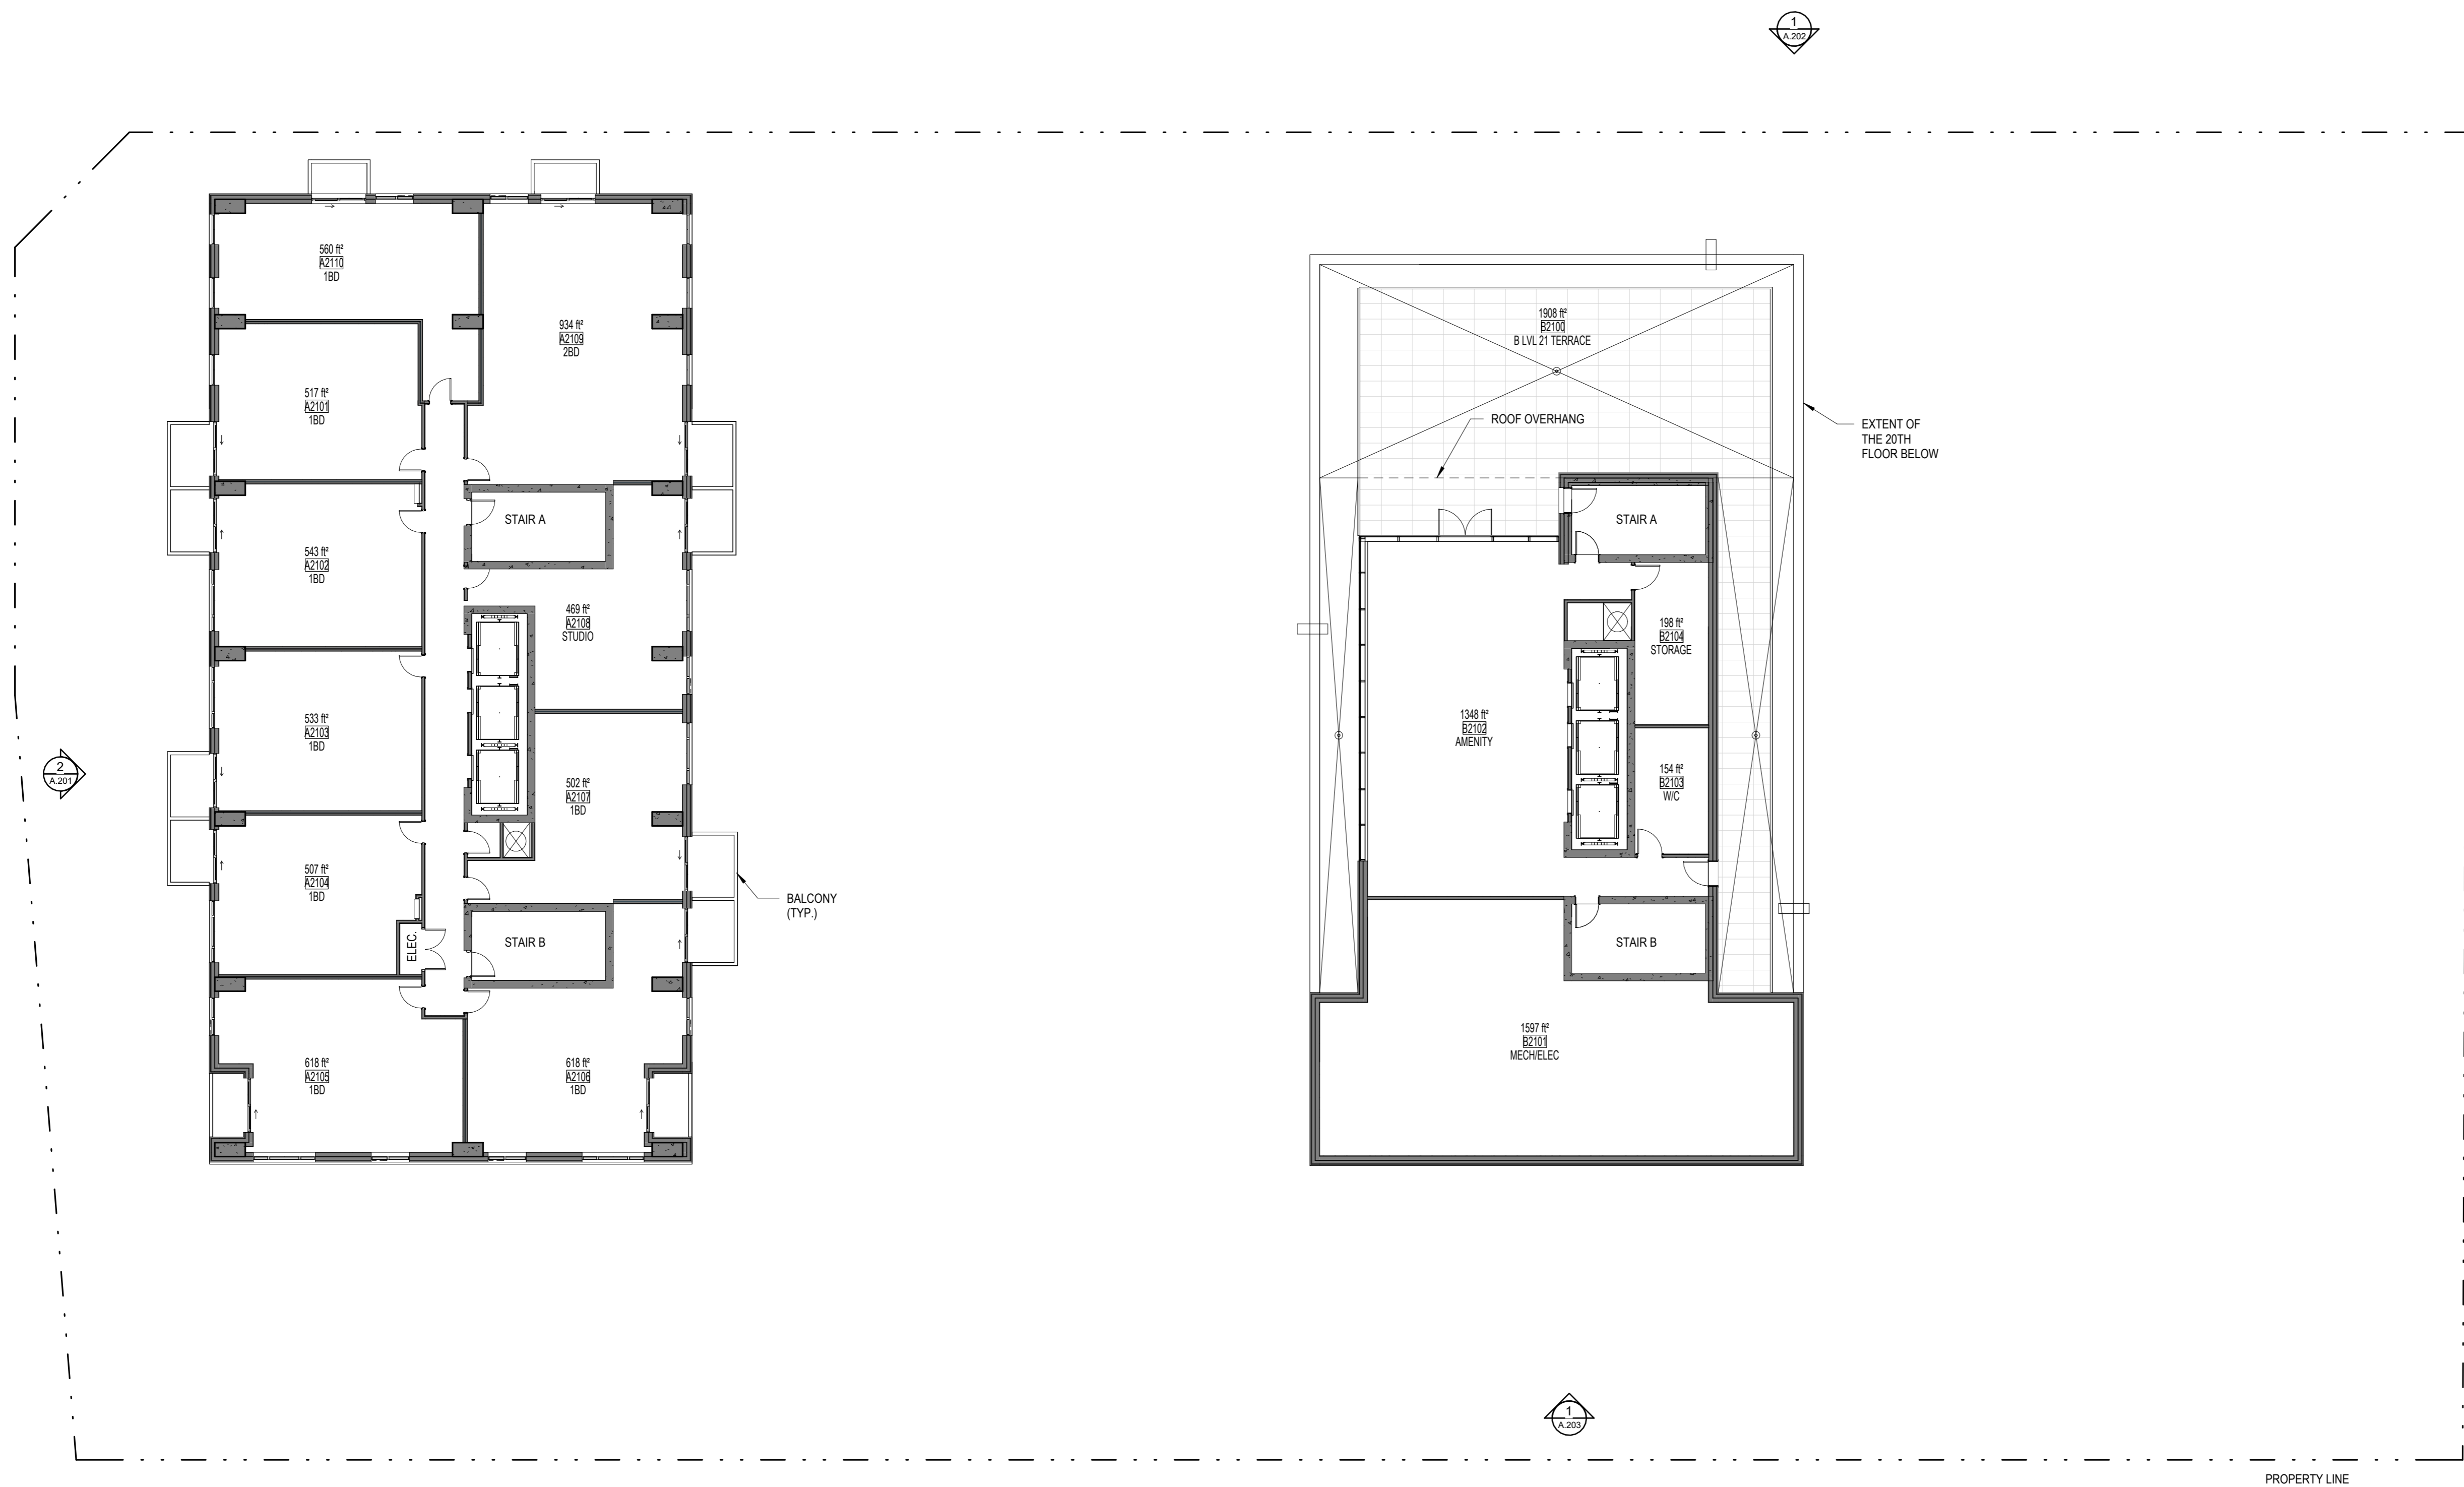 1
A.202
560 ft²
A2110
1BD
934 ft²
A2109
2BD
517 ft²
A2101
1BD
STAIR A
543 ft²
A2102
1BD
469 ft²
A2108
STUDIO
533 ft²
A2103
1BD
2
A.201
502 ft²
A2107
1BD
507 ft²
A2104
1BD
ELEC.
STAIR B
BALCONY
(TYP.)
618 ft²
A2105
1BD
618 ft²
A2106
1BD
1908 ft²
B2100
B LVL 21 TERRACE
ROOF OVERHANG
EXTENT OF
THE 20TH
FLOOR BELOW
STAIR A
198 ft²
B2104
STORAGE
1348 ft²
B2102
AMENITY
154 ft²
B2103
W/C
STAIR B
1597 ft²
B2101
MECH/ELEC
1
A.203
PROPERTY LINE